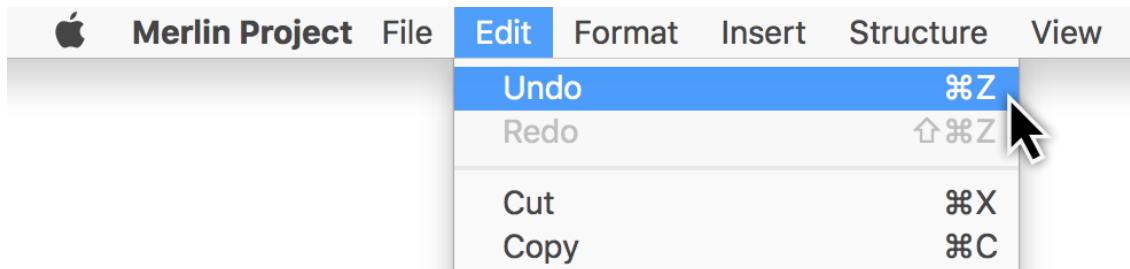 Merlin Project File Edit Format Insert Structure View
Undo ⌘Z
Redo ⇧⌘Z
Cut ⌘X
Copy ⌘C